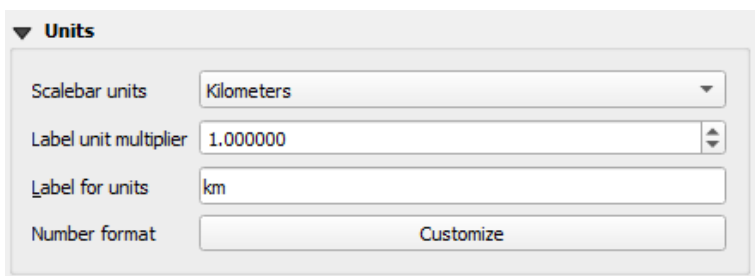 Units
Scalebar units Kilometers
Label unit multiplier 1.000000
Label for units km
Number format Customize